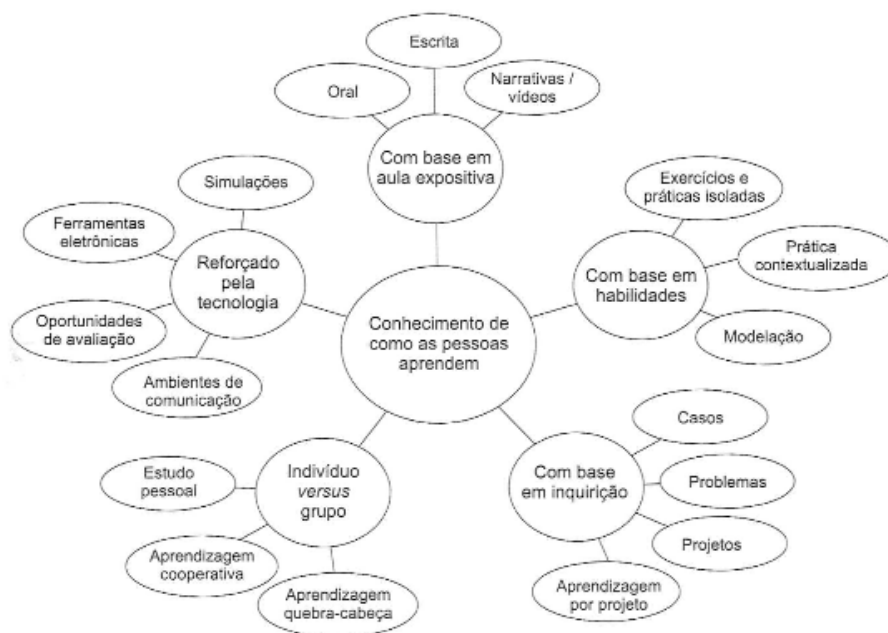 Escrita
Oral
Narrativas /
vídeos
Com base em
aula expositiva
Simulações
Ferramentas
eletrônicas
Reforçado
pela
tecnologia
Oportunidades
de avaliação
Ambientes de
comunicação
Exercícios e
práticas isoladas
Com base em
habilidades
Prática
contextualizada
Modelação
Conhecimento de
como as pessoas
aprendem
Indivíduo
versus
grupo
Estudo
pessoal
Aprendizagem
cooperativa
Aprendizagem
quebra-cabeça
Com base
em inquirição
Casos
Problemas
Projetos
Aprendizagem
por projeto